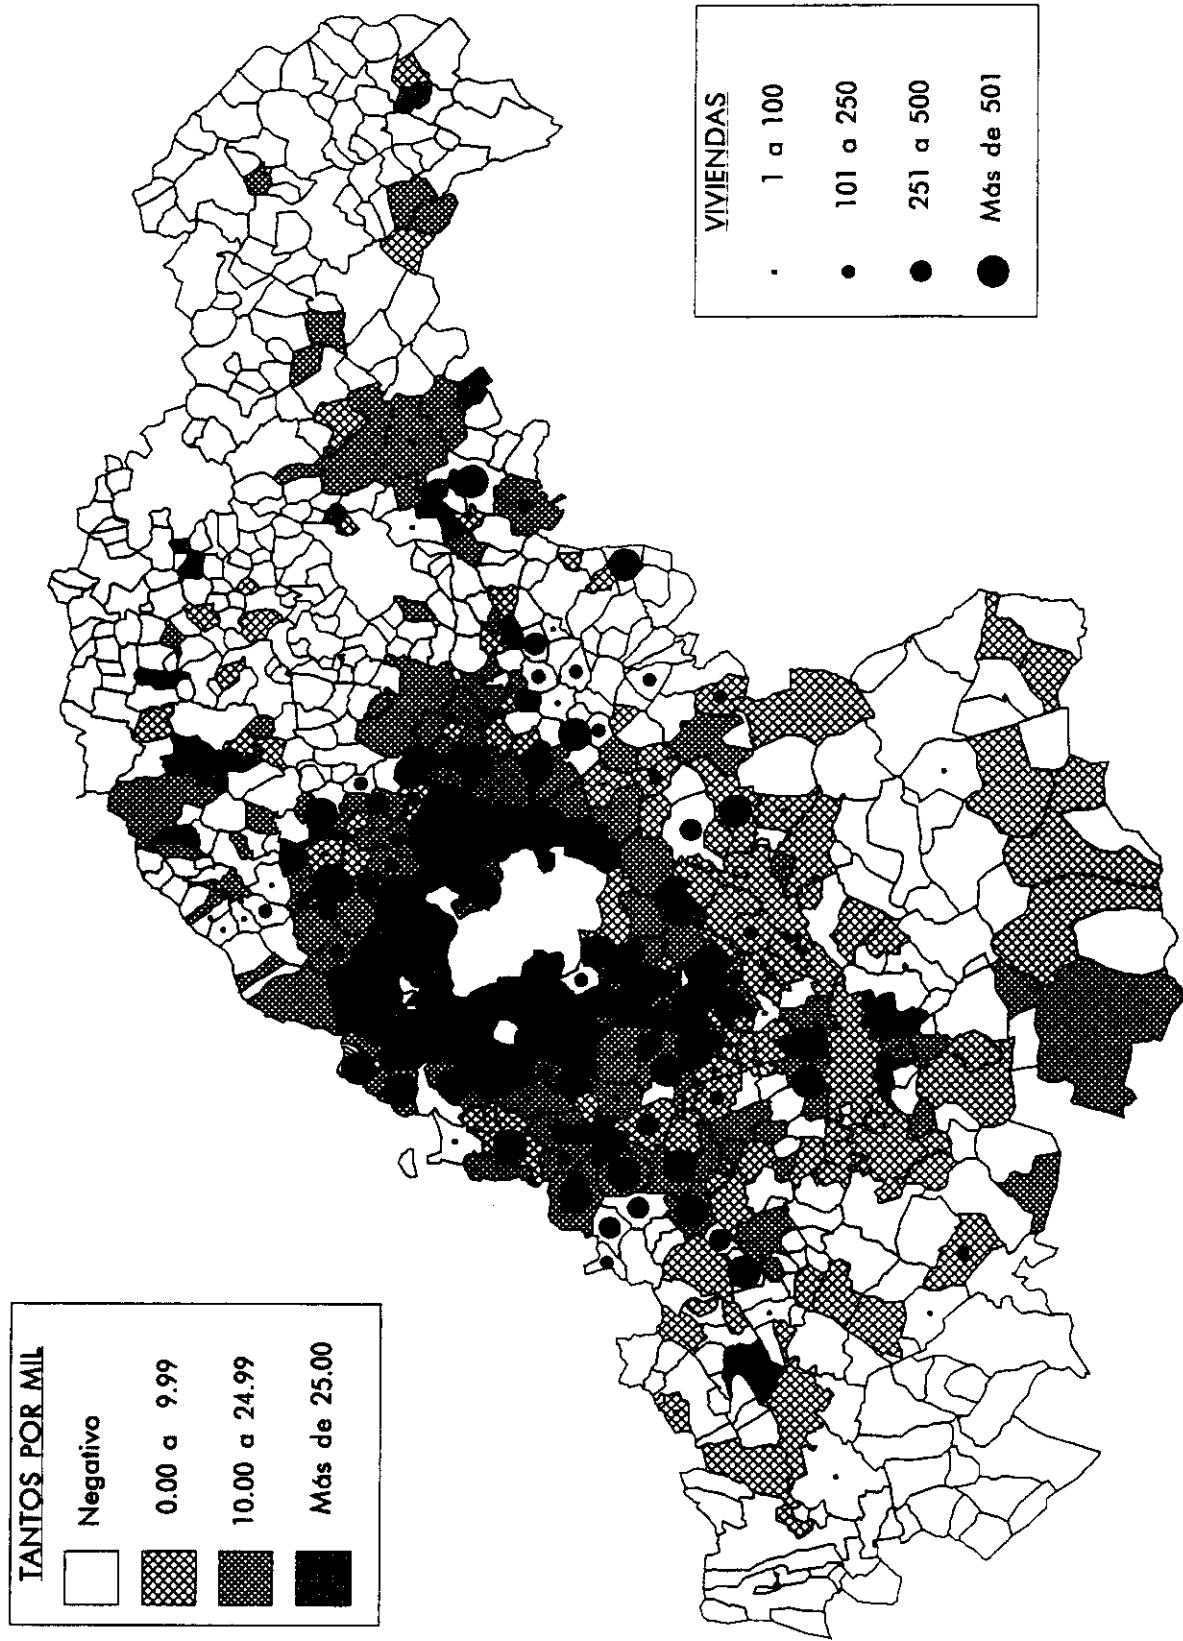 TANTOS POR MIL
Negativo
0.00 a 9.99
10.00 a 24.99
Más de 25.00
VIVIENDAS
1 a 100
101 a 250
251 a 500
Más de 501